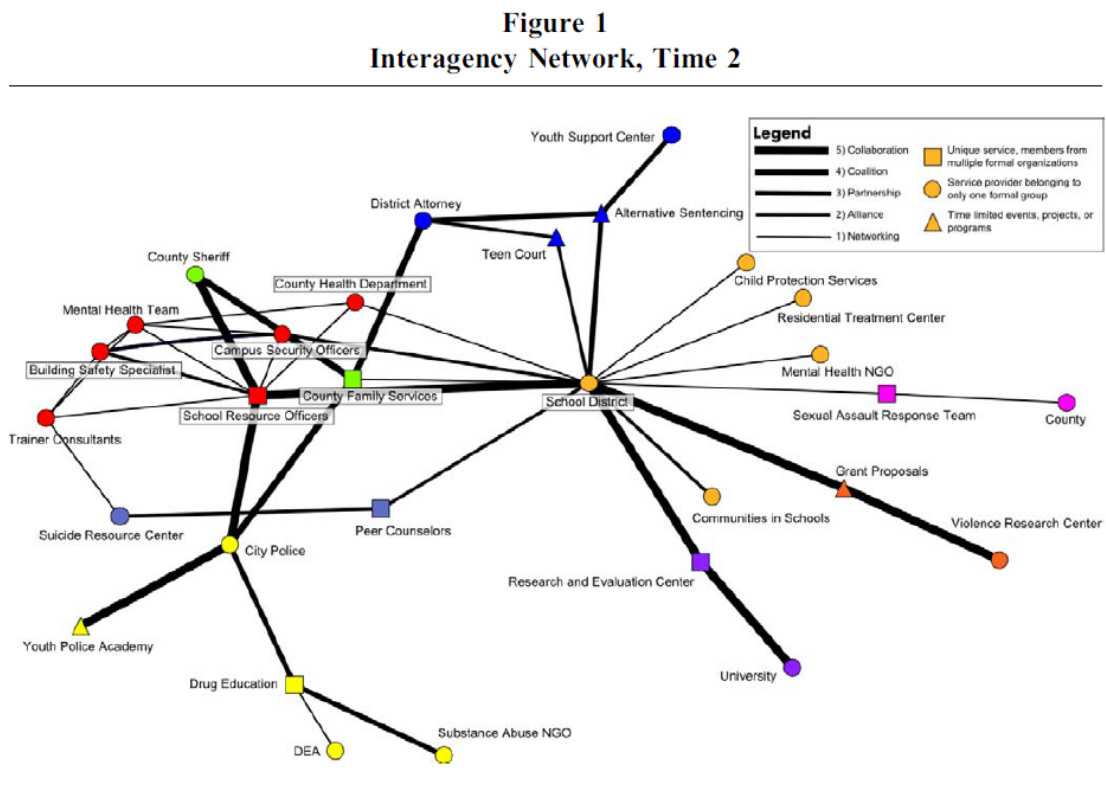 Figure 1
Interagency Network, Time 2
Legend
5) Collaboration
4) Coalition
3) Partnership
2) Alliance
1) Networking
Unique service, members from
multiple formal organizations
Service provider belonging to
only one formal group
Time limited events, projects, or
programs
Youth Support Center
District Attorney
Alternative Sentencing
Teen Court
County Sheriff
County Health Department
Child Protection Services
Mental Health Team
Residential Treatment Center
Campus Security Officers
Building Safety Specialist
Mental Health NGO
County Family Services
School District
School Resource Officers
Sexual Assault Response Team
County
Trainer Consultants
Grant Proposals
Communities in Schools
Violence Research Center
Suicide Resource Center
Peer Counselors
City Police
Research and Evaluation Center
Youth Police Academy
University
Drug Education
Substance Abuse NGO
DEA